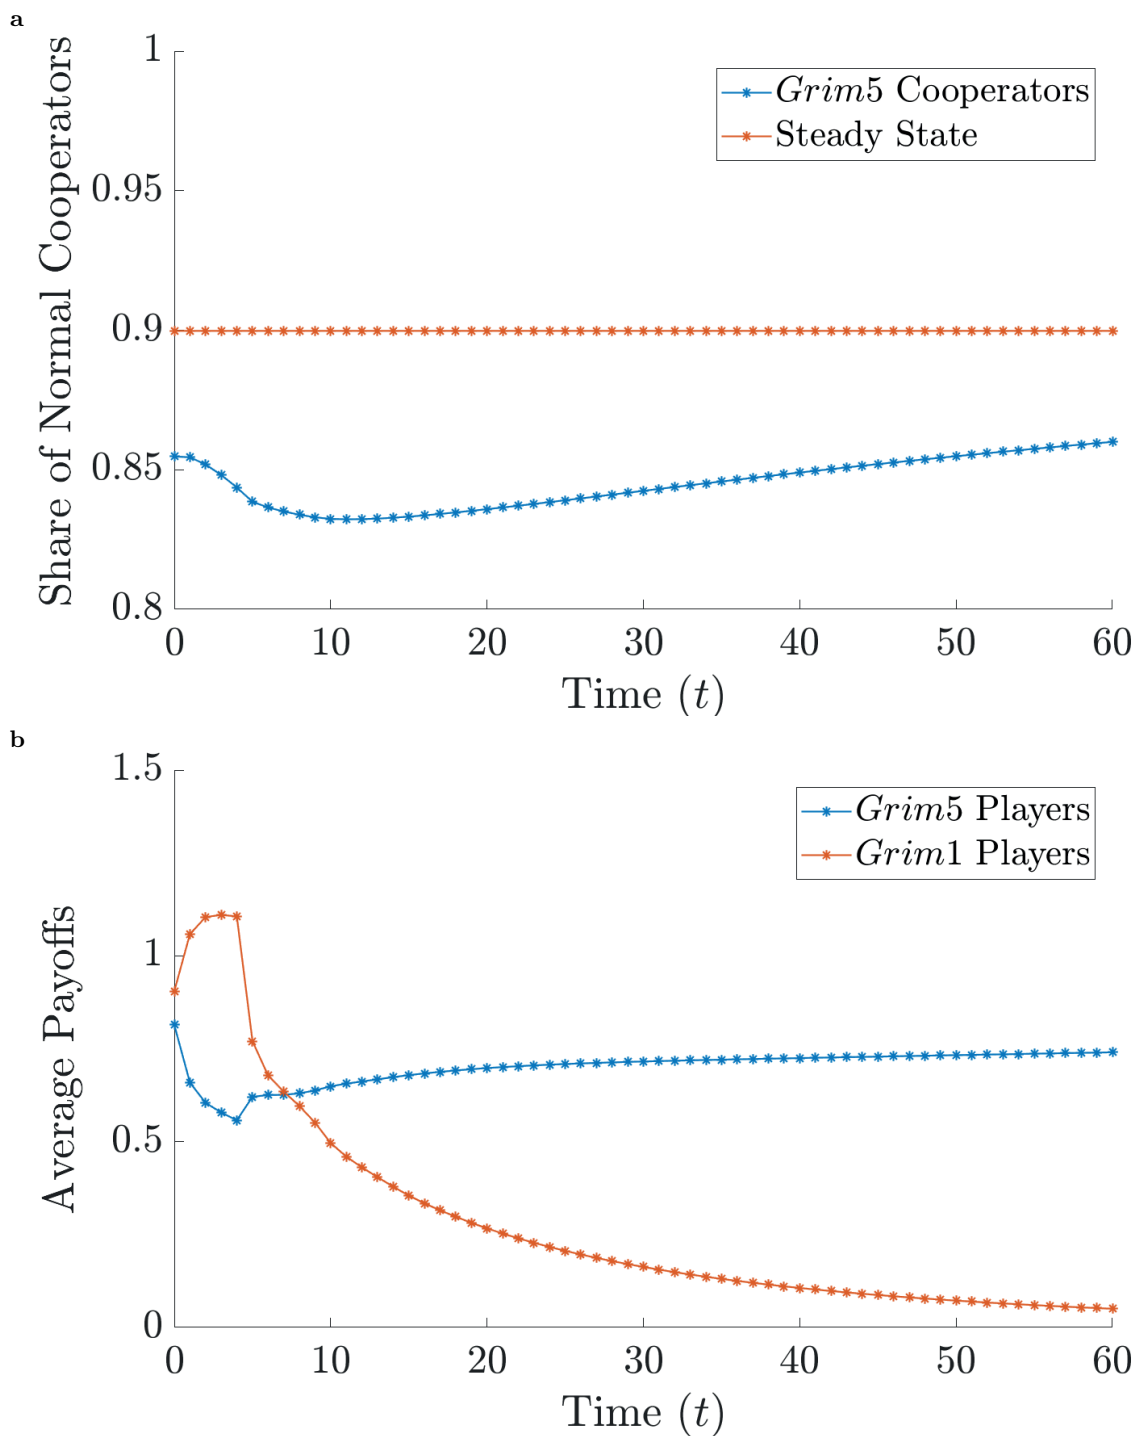 a
Share of Normal Cooperators
1
0.95
0.9
0.85
0.8
Grim5 Cooperators
Steady State
0 10 20 30 40 50 60
Time (t)
b
Average Payoffs
1.5
1
0.5
0
Grim5 Players
Grim1 Players
0 10 20 30 40 50 60
Time (t)